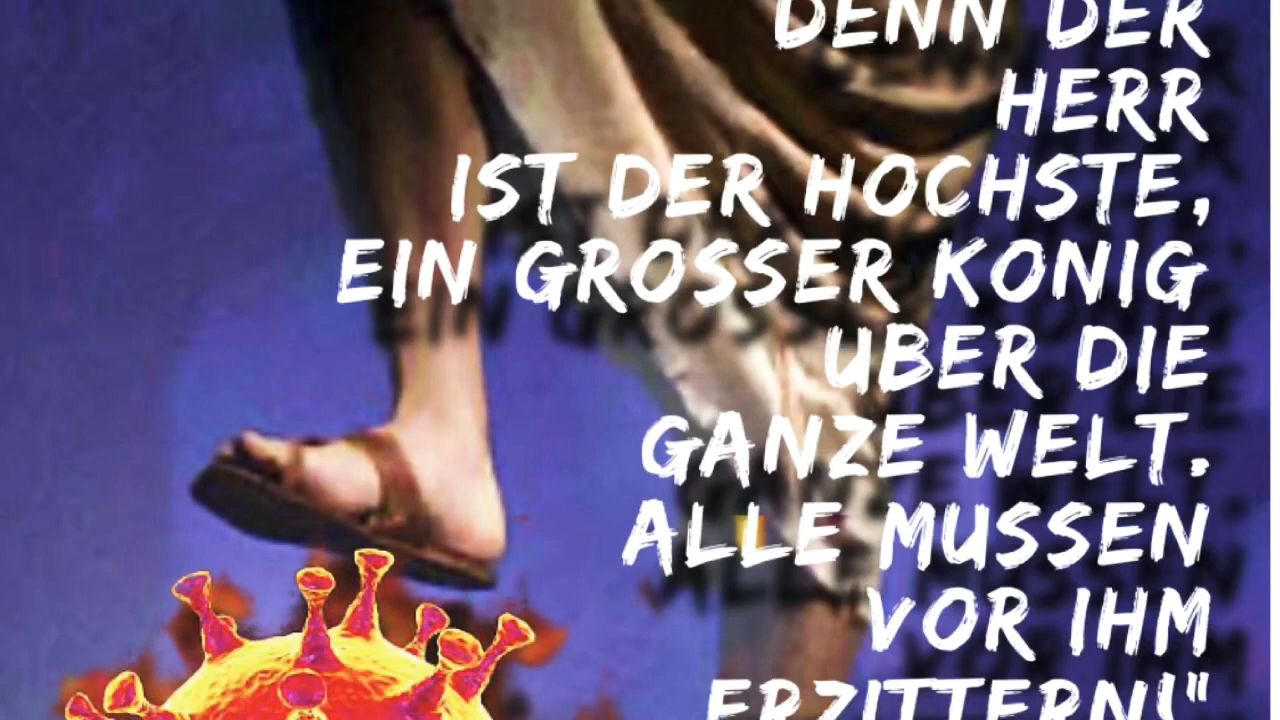 DENN DER
HERR
IST DER HOCHSTE,
EIN GROSSER KONIG
UBER DIE
GANZE WELT.
ALLE MUSSEN
VOR IHM
ERZITTERN!"